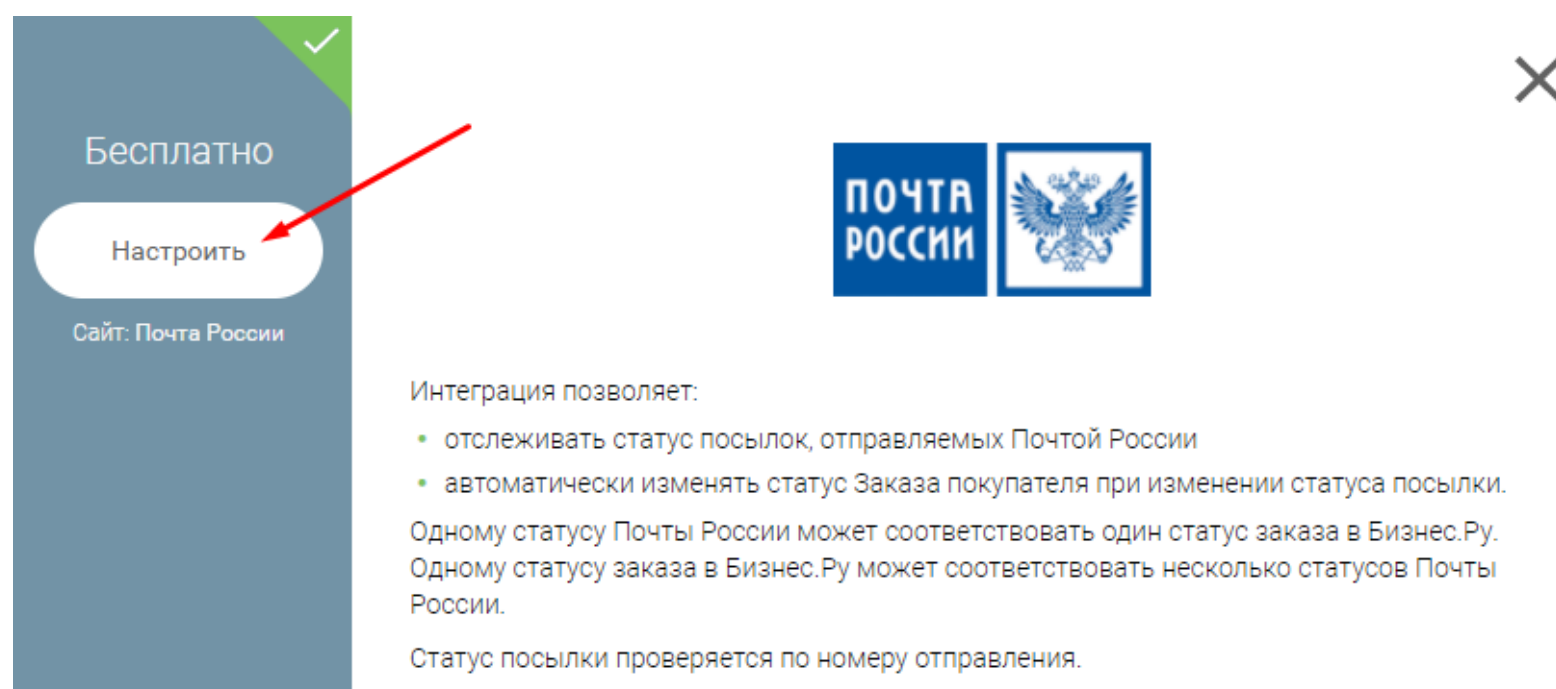 Бесплатно
Настроить
Сайт: Почта России
ПОЧТА
РОССИИ
Интеграция позволяет:
• отслеживать статус посылок, отправляемых Почтой России
• автоматически изменять статус Заказа покупателя при изменении статуса посылки.
Одному статусу Почты России может соответствовать один статус заказа в Бизнес.Ру.
Одному статусу заказа в Бизнес.Ру может соответствовать несколько статусов Почты
России.
Статус посылки проверяется по номеру отправления.